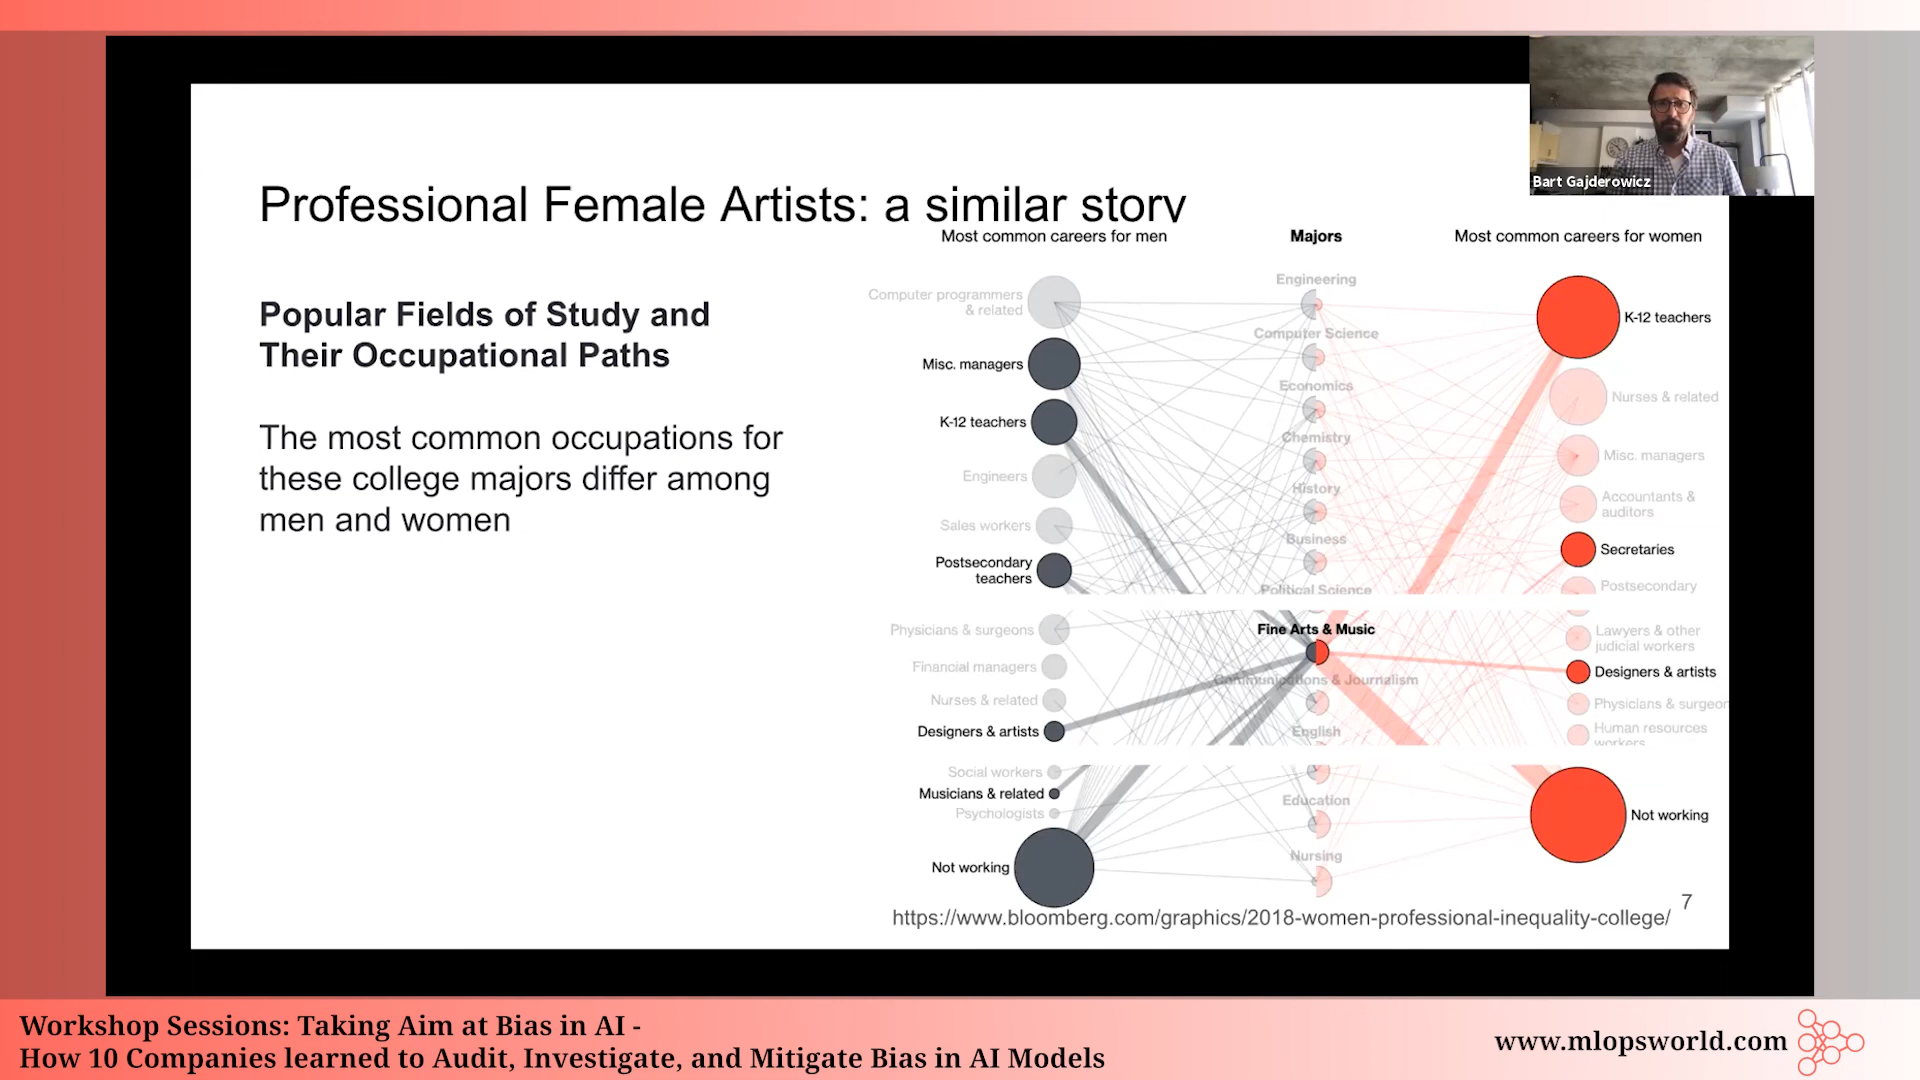 Bart Gajderowicz
Professional Female Artists: a similar story
Popular Fields of Study and
Their Occupational Paths
The most common occupations for
these college majors differ among
men and women
Most common careers for men
Computer programmers
& related
Misc. managers
K-12 teachers
Engineers
Sales workers
Postsecondary
teachers
Physicians & surgeons
Financial managers
Nurses & related
Designers & artists
Social workers
Musicians & related
Psychologists
Not working
Majors
Engineering
Computer Science
Economics
Chemistry
History
Business
Political Science
Fine Arts & Music
Communications & Journalism
English
Education
Nursing
Most common careers for women
K-12 teachers
Nurses & related
Misc. managers
Accountants &
auditors
Secretaries
Postsecondary
Lawyers & other
judicial workers
Designers & artists
Physicians & surgeon
Human resources
workers
Not working
7
https://www.bloomberg.com/graphics/2018-women-professional-inequality-college/
Workshop Sessions: Taking Aim at Bias in AI -
How 10 Companies learned to Audit, Investigate, and Mitigate Bias in AI Models
www.mlopsworld.com